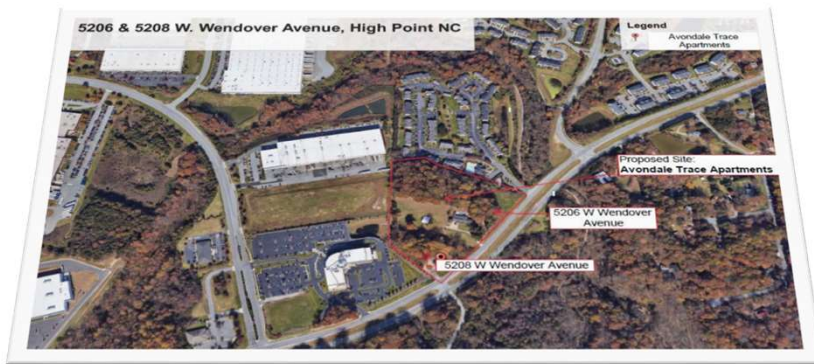 5206 & 5208 W. Wendover Avenue, High Point NC
Legend
Avondale Trace
Apartments
Proposed Site:
Avondale Trace Apartments
5206 W Wendover
Avenue
5208 W Wendover Avenue